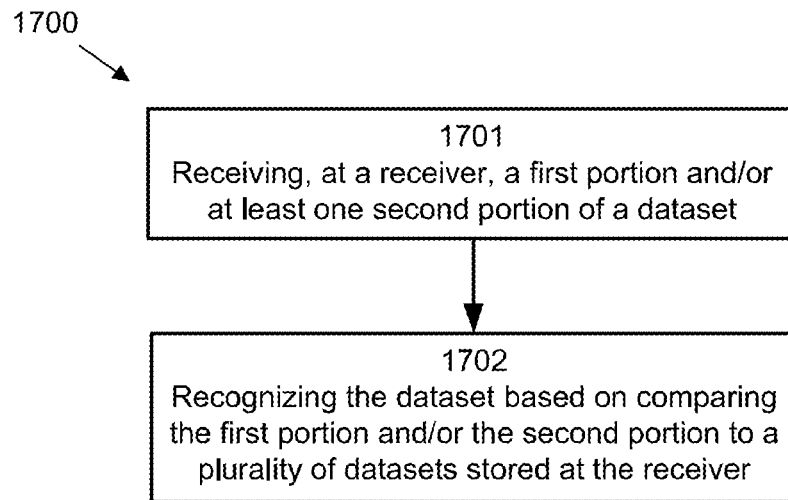 1700
1701
Receiving, at a receiver, a first portion and/or
at least one second portion of a dataset
1702
Recognizing the dataset based on comparing
the first portion and/or the second portion to a
plurality of datasets stored at the receiver